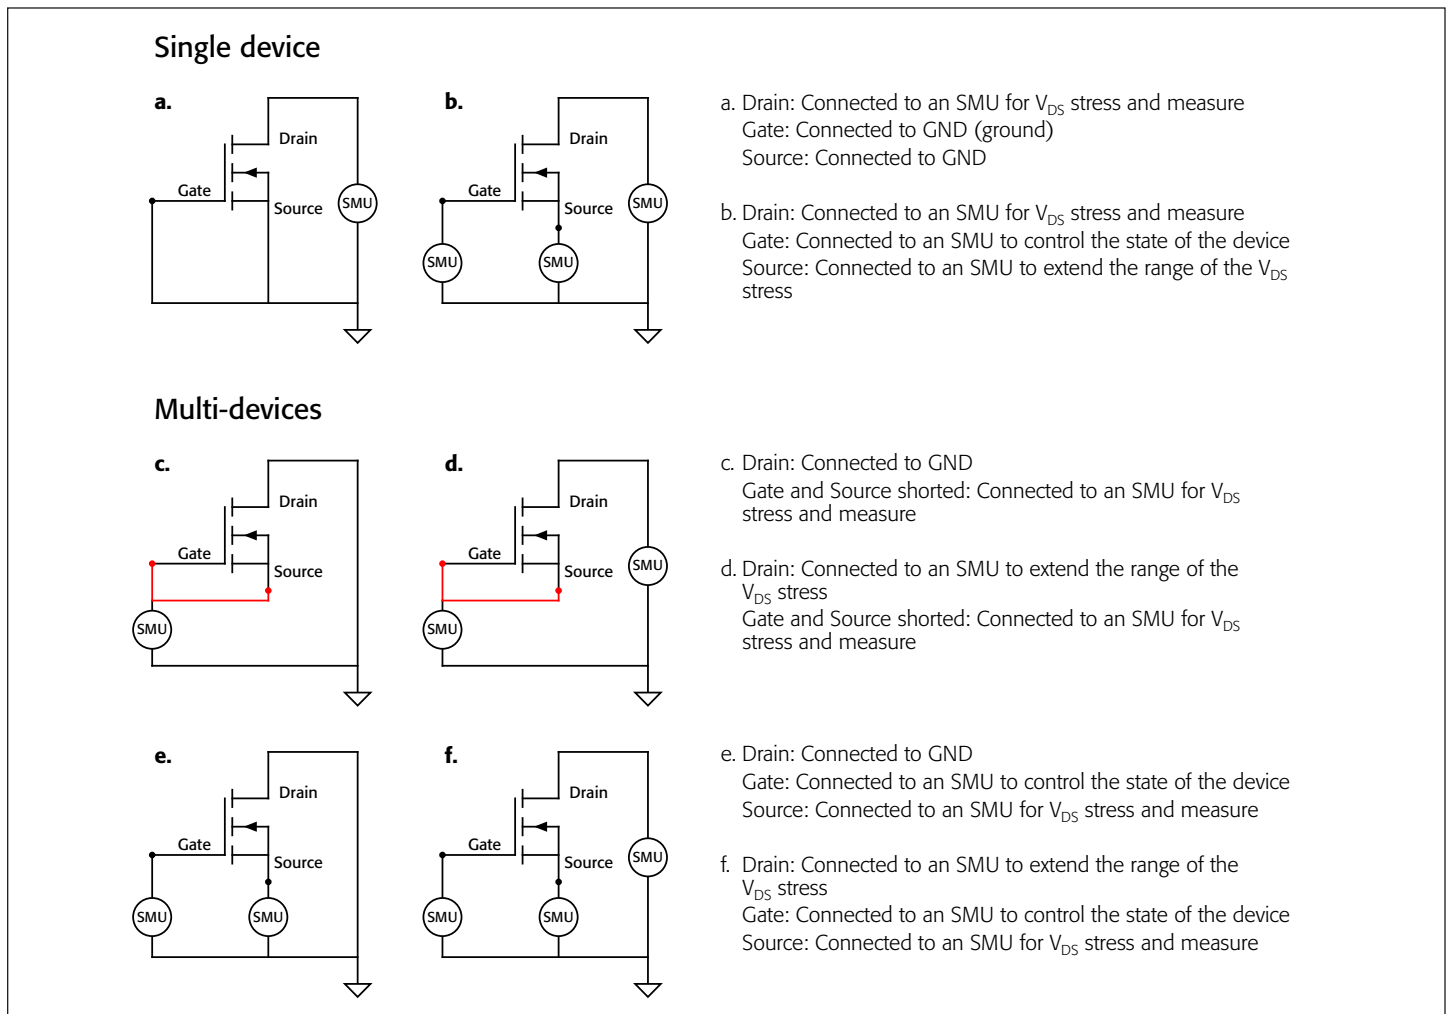 Single device
a.
Drain
Gate
Source
SMU
b.
Drain
Gate
Source
SMU
SMU
SMU
a. Drain: Connected to an SMU for VDS stress and measure
Gate: Connected to GND (ground)
Source: Connected to GND
b. Drain: Connected to an SMU for VDS stress and measure
Gate: Connected to an SMU to control the state of the device
Source: Connected to an SMU to extend the range of the VDS
stress
Multi-devices
c.
Drain
Gate
Source
SMU
d.
Drain
Gate
Source
SMU
SMU
c. Drain: Connected to GND
Gate and Source shorted: Connected to an SMU for VDS
stress and measure
d. Drain: Connected to an SMU to extend the range of the
VDS stress
Gate and Source shorted: Connected to an SMU for VDS
stress and measure
e.
Drain
Gate
Source
SMU
SMU
f.
Drain
Gate
Source
SMU
SMU
SMU
e. Drain: Connected to GND
Gate: Connected to an SMU to control the state of the device
Source: Connected to an SMU for VDS stress and measure
f. Drain: Connected to an SMU to extend the range of the
VDS stress
Gate: Connected to an SMU to control the state of the device
Source: Connected to an SMU for VDS stress and measure